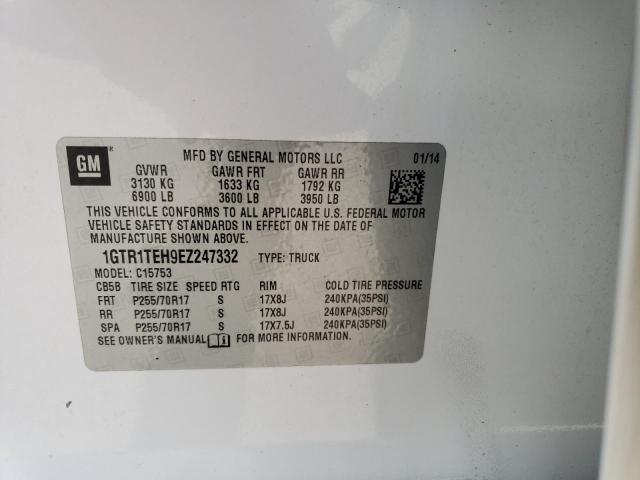 GM MFD BY GENERAL MOTORS LLC 01/14
GVWR GAWR FRT GAWR RR
3130 KG 1633 KG 1792 KG
6900 LB 3600 LB 3950 LB
THIS VEHICLE CONFORMS TO ALL APPLICABLE U.S. FEDERAL MOTOR
VEHICLE SAFETY STANDARDS IN EFFECT ON THE DATE OF
MANUFACTURE SHOWN ABOVE.
1GTR1TEH9EZ247332 TYPE: TRUCK
MODEL: C15753
CB5B TIRE SIZE SPEED RTG RIM COLD TIRE PRESSURE
FRT P255/70R17 S 17X8J 240KPA(35PSI)
RR P255/70R17 S 17X8J 240KPA(35PSI)
SPA P255/70R17 S 17X7.5J 240KPA(35PSI)
SEE OWNER'S MANUAL FOR MORE INFORMATION.